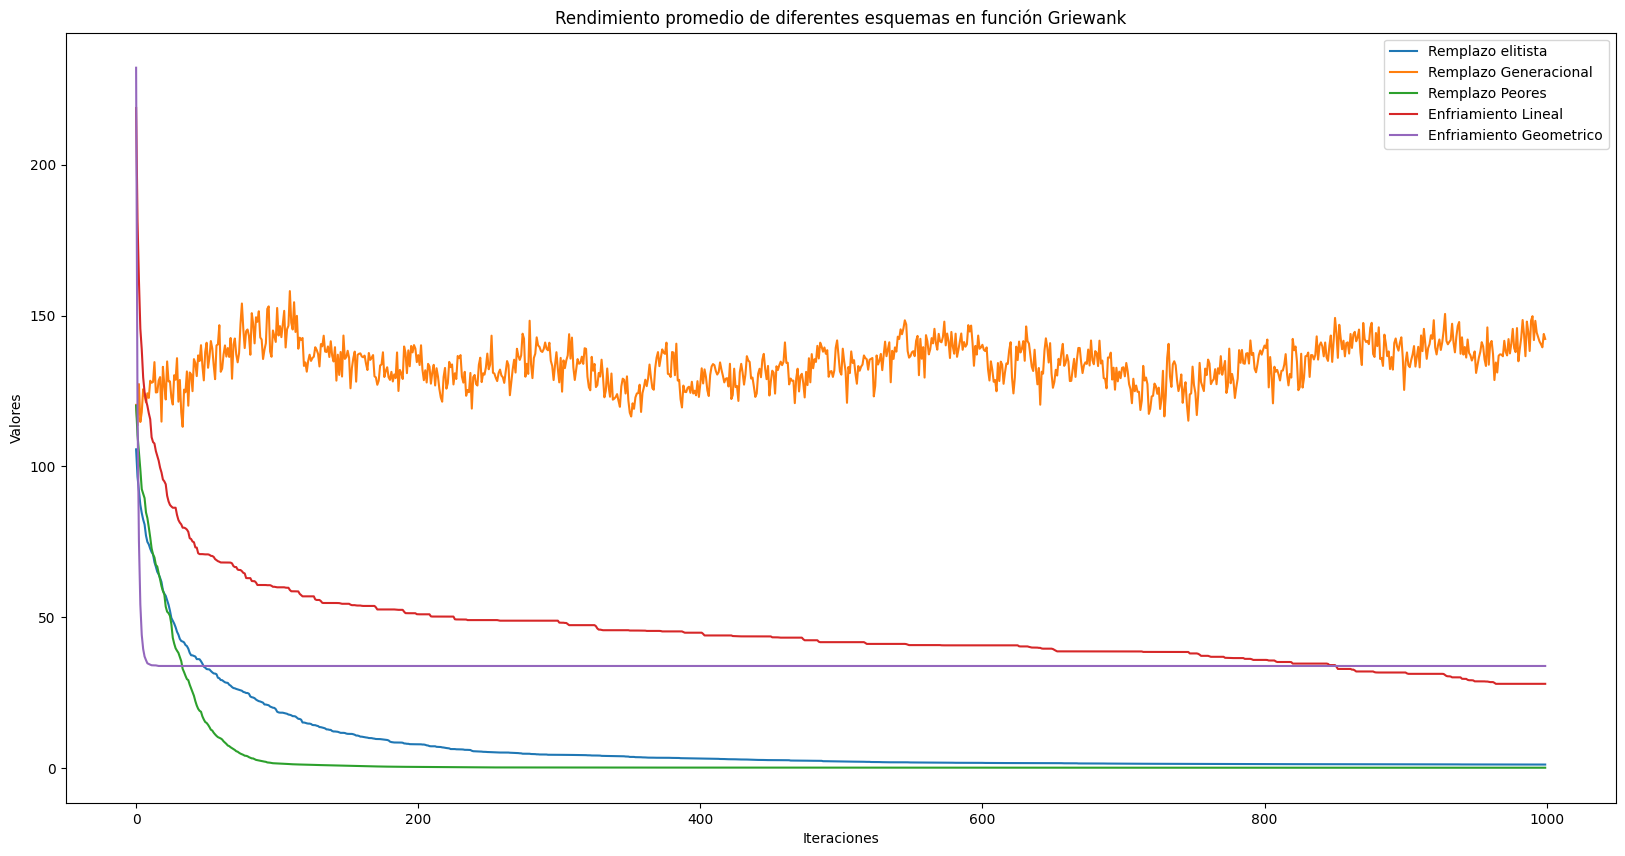 Rendimiento promedio de diferentes esquemas en función Griewank
Remplazo elitista
Remplazo Generacional
Remplazo Peores
Enfriamiento Lineal
Enfriamiento Geometrico
200
150
100
50
0
Valores
0 200 400 600 800 1000
Iteraciones